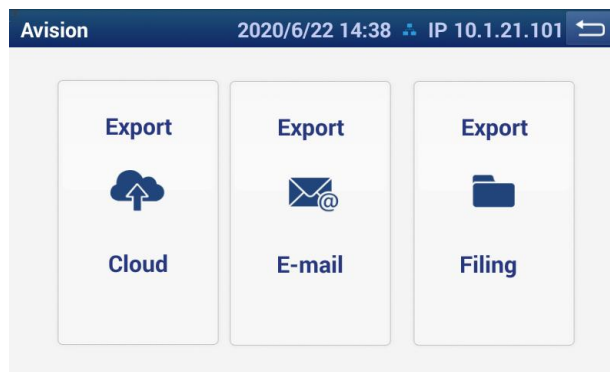 Avision 2020/6/22 14:38 IP 10.1.21.101
Export Export Export
@
Cloud E-mail Filing